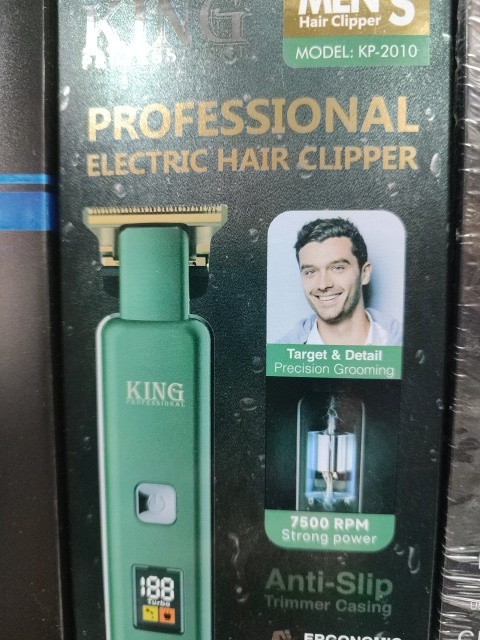 KING
MEN'S
Hair Clipper
MODEL: KP-2010
PROFESSIONAL
ELECTRIC HAIR CLIPPER
Target & Detail
Precision Grooming
KING
PROFESSIONAL
7500 RPM
Strong power
188
Turbo
Anti-Slip
Trimmer Casing
ERGONOMIC